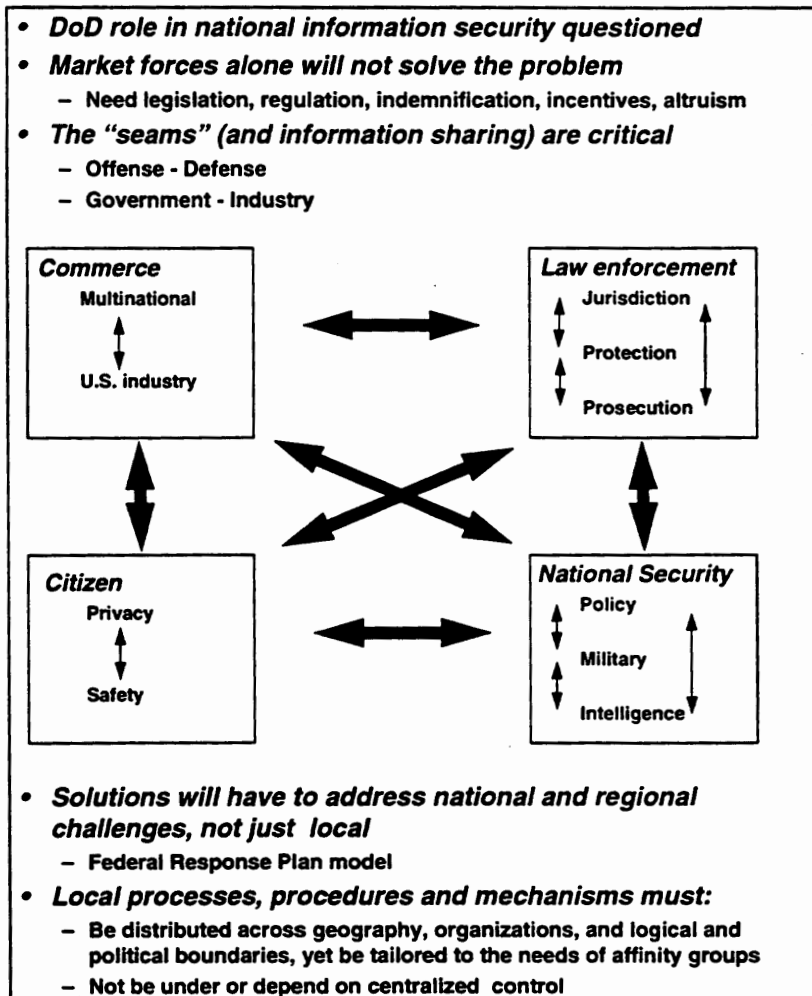 • DoD role in national information security questioned
• Market forces alone will not solve the problem
– Need legislation, regulation, indemnification, incentives, altruism
• The “seams” (and information sharing) are critical
– Offense - Defense
– Government - Industry
Commerce
Multinational
U.S. industry
Law enforcement
Jurisdiction
Protection
Prosecution
Citizen
Privacy
Safety
National Security
Policy
Military
Intelligence
• Solutions will have to address national and regional
challenges, not just local
– Federal Response Plan model
• Local processes, procedures and mechanisms must:
– Be distributed across geography, organizations, and logical and
political boundaries, yet be tailored to the needs of affinity groups
– Not be under or depend on centralized control